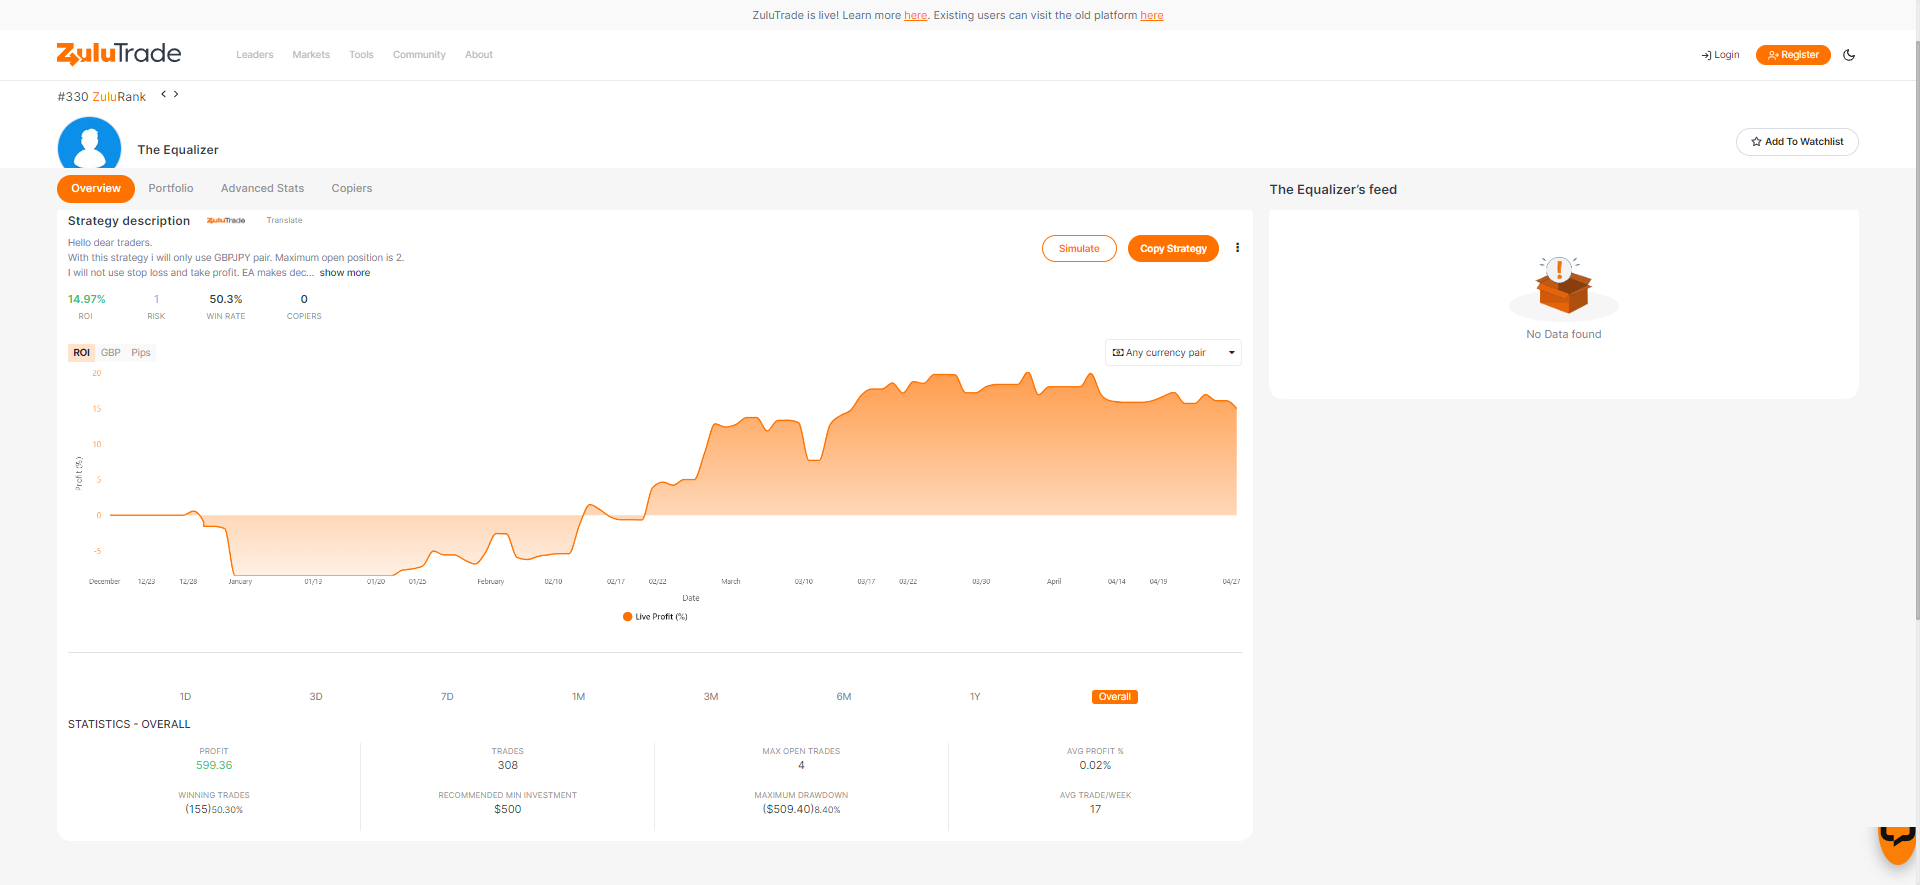 ZuluTrade is live! Learn more here. Existing users can visit the old platform here
ZuluTrade
Leaders Markets Tools Community About
Login
Register
#330 ZuluRank
The Equalizer
Add To Watchlist
Overview Portfolio Advanced Stats Copiers
The Equalizer's feed
Strategy description ZuluTrade Translate
Hello dear traders.
With this strategy i will only use GBPJPY pair. Maximum open position is 2.
I will not use stop loss and take profit. EA makes dec... show more
Simulate
Copy Strategy
14.97% 1 50.3% 0
ROI RISK WIN RATE COPIERS
No Data found
ROI GBP Pips
Any currency pair
20
15
10
5
0
-5
Profit (%)
December 12/23 12/28 January 01/13 01/20 01/25 February 02/10 02/17 02/22 March 03/10 03/17 03/22 03/30 April 04/14 04/19 04/27
Date
Live Profit (%)
1D 3D 7D 1M 3M 6M 1Y Overall
STATISTICS - OVERALL
PROFIT TRADES MAX OPEN TRADES AVG PROFIT %
599.36 308 4 0.02%
WINNING TRADES RECOMMENDED MIN INVESTMENT MAXIMUM DRAWDOWN AVG TRADE/WEEK
(155)50.30% $500 ($509.40)8.40% 17